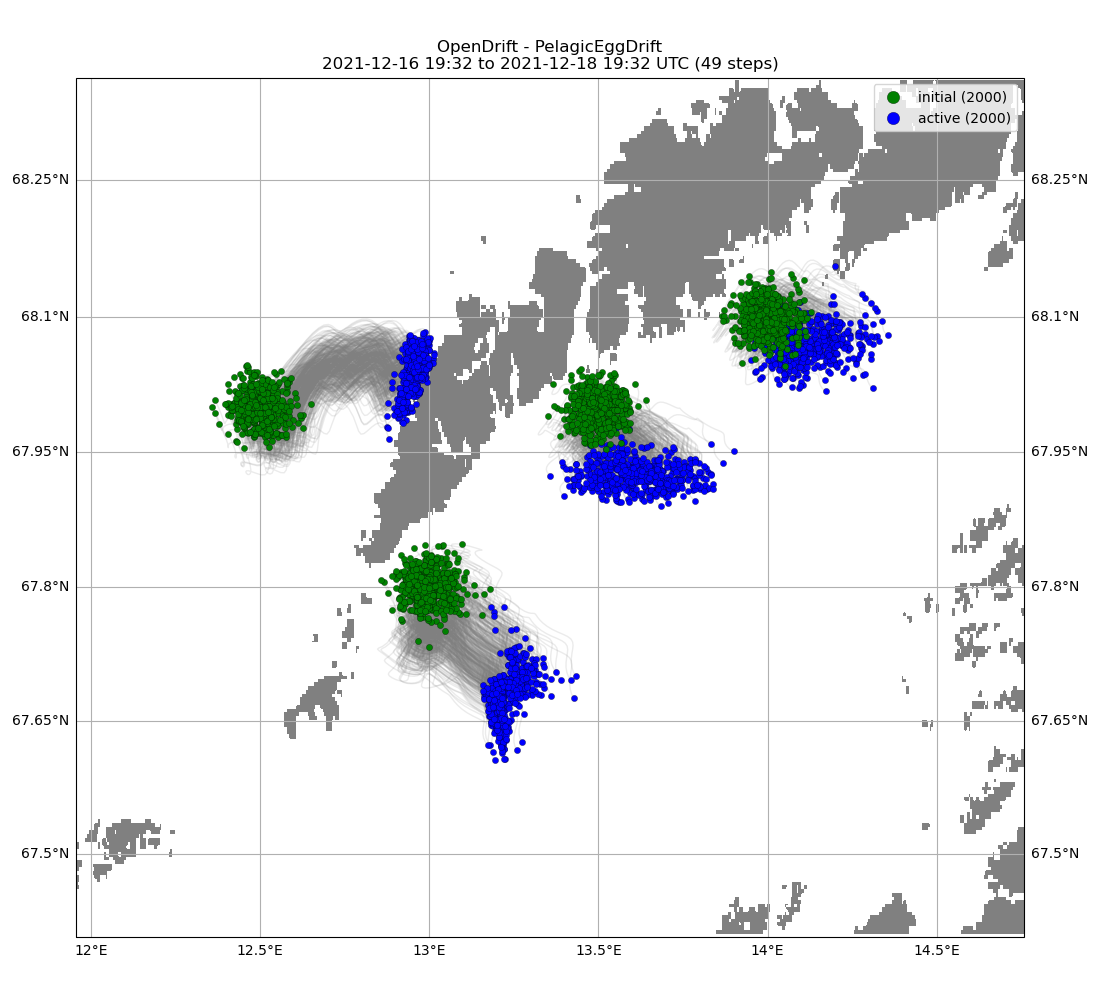 OpenDrift - PelagicEggDrift
2021-12-16 19:32 to 2021-12-18 19:32 UTC (49 steps)
initial (2000)
active (2000)
68.25°N
68.25°N
68.1°N
68.1°N
67.95°N
67.95°N
67.8°N
67.8°N
67.65°N
67.65°N
67.5°N
67.5°N
12°E
12.5°E
13°E
13.5°E
14°E
14.5°E